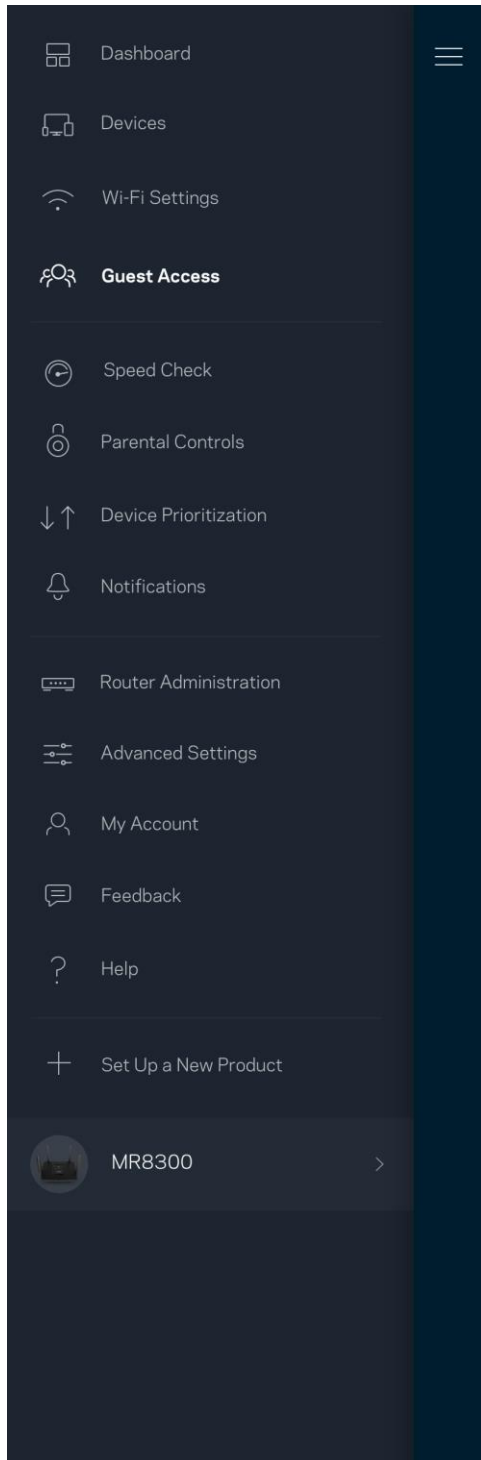 Dashboard
Devices
Wi-Fi Settings
Guest Access
Speed Check
Parental Controls
Device Prioritization
Notifications
Router Administration
Advanced Settings
My Account
Feedback
Help
Set Up a New Product
MR8300